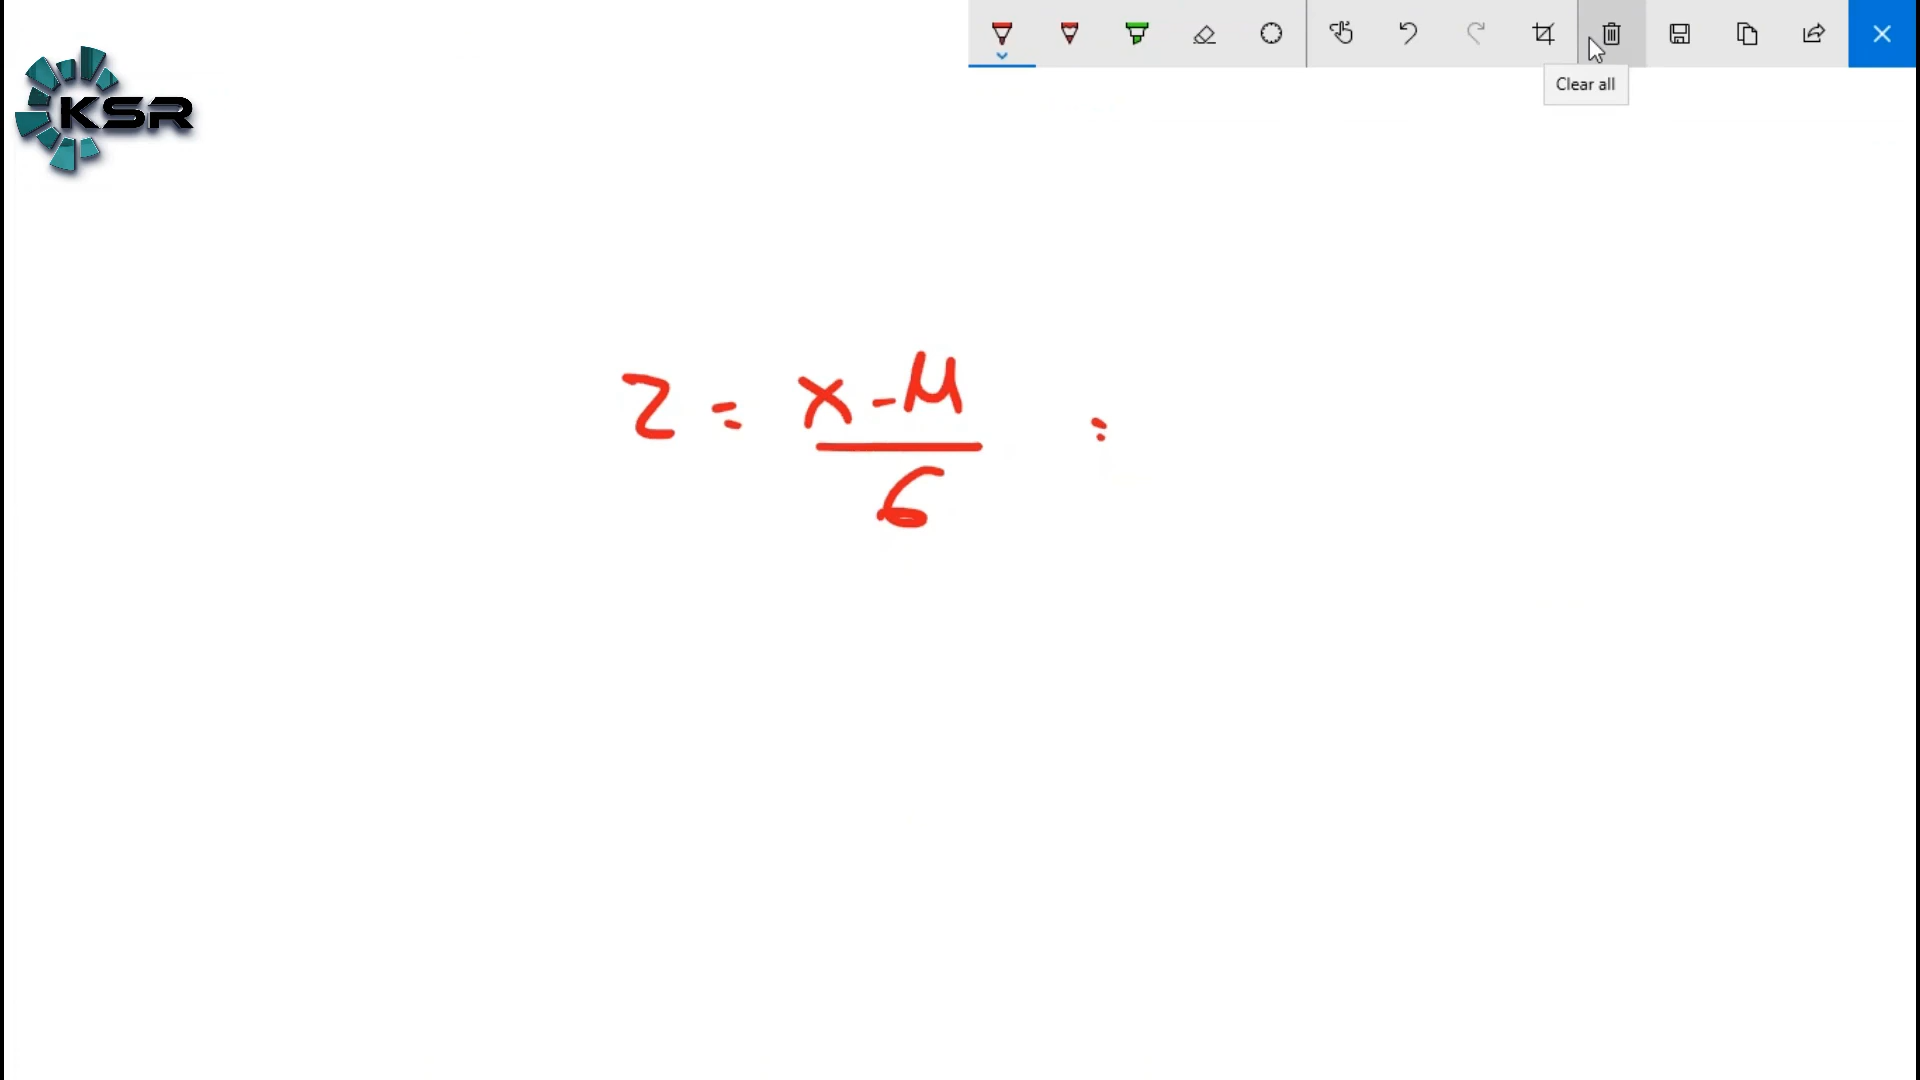 KSR
Clear all
Z = x - μ / σ =